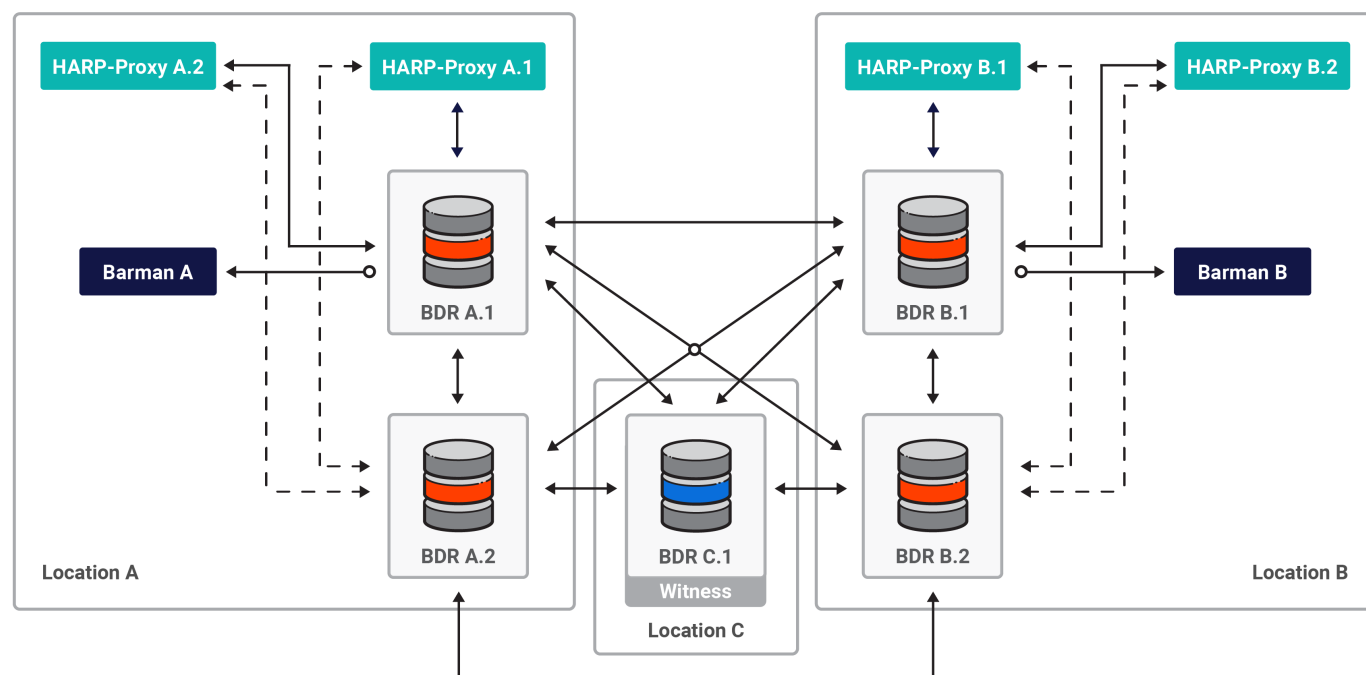 HARP-Proxy A.2
HARP-Proxy A.1
HARP-Proxy B.1
HARP-Proxy B.2
Barman A
BDR A.1
BDR B.1
Barman B
BDR A.2
BDR C.1
Witness
BDR B.2
Location A
Location C
Location B